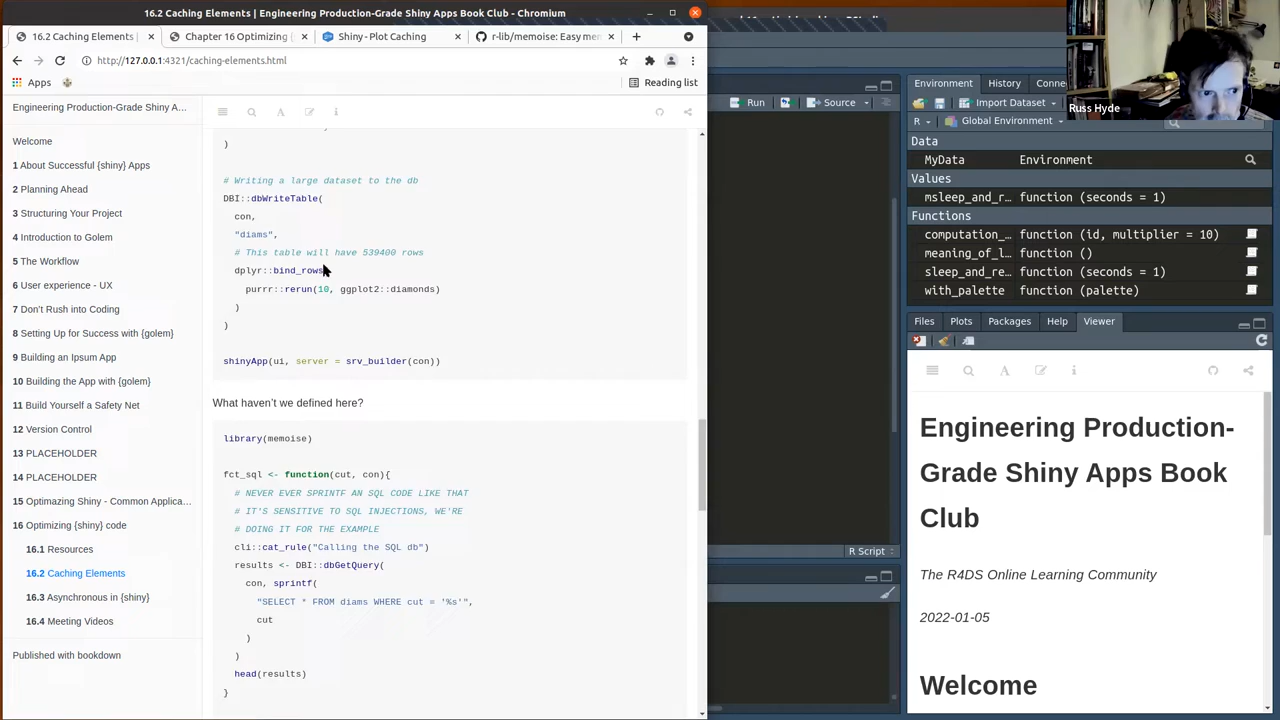 16.2 Caching Elements | Engineering Production-Grade Shiny Apps Book Club - Chromium
16.2 Caching Elements
Chapter 16 Optimizing
Shiny - Plot Caching
r-lib/memoise: Easy mem
http://127.0.0.1:4321/caching-elements.html
Apps
Reading list
Engineering Production-Grade Shiny A...
Welcome
1 About Successful {shiny} Apps
2 Planning Ahead
3 Structuring Your Project
4 Introduction to Golem
5 The Workflow
6 User experience - UX
7 Don't Rush into Coding
8 Setting Up for Success with {golem}
9 Building an Ipsum App
10 Building the App with {golem}
11 Build Yourself a Safety Net
12 Version Control
13 PLACEHOLDER
14 PLACEHOLDER
15 Optimazing Shiny - Common Applica...
16 Optimizing {shiny} code
16.1 Resources
16.2 Caching Elements
16.3 Asynchronous in {shiny}
16.4 Meeting Videos
Published with bookdown
)
# Writing a large dataset to the db
DBI::dbWriteTable(
con,
"diams",
# This table will have 539400 rows
dplyr::bind_rows
purrr::rerun(10, ggplot2::diamonds)
)
)
shinyApp(ui, server = srv_builder(con))
What haven't we defined here?
library(memoise)
fct_sql <- function(cut, con){
# NEVER EVER SPRINTF AN SQL CODE LIKE THAT
# IT'S SENSITIVE TO SQL INJECTIONS, WE'RE
# DOING IT FOR THE EXAMPLE
cli::cat_rule("Calling the SQL db")
results <- DBI::dbGetQuery(
con, sprintf(
"SELECT * FROM diams WHERE cut = '%s'",
cut
)
)
head(results)
}
Run
Source
R Script
Environment
History
Conne
Import Dataset
R
Global Environment
Data
MyData
Environment
Values
msleep_and_r…
function (seconds = 1)
Functions
computation_…
function (id, multiplier = 10)
meaning_of_l…
function ()
sleep_and_re…
function (seconds = 1)
with_palette
function (palette)
Files
Plots
Packages
Help
Viewer
Engineering Production-
Grade Shiny Apps Book
Club
The R4DS Online Learning Community
2022-01-05
Welcome
Russ Hyde